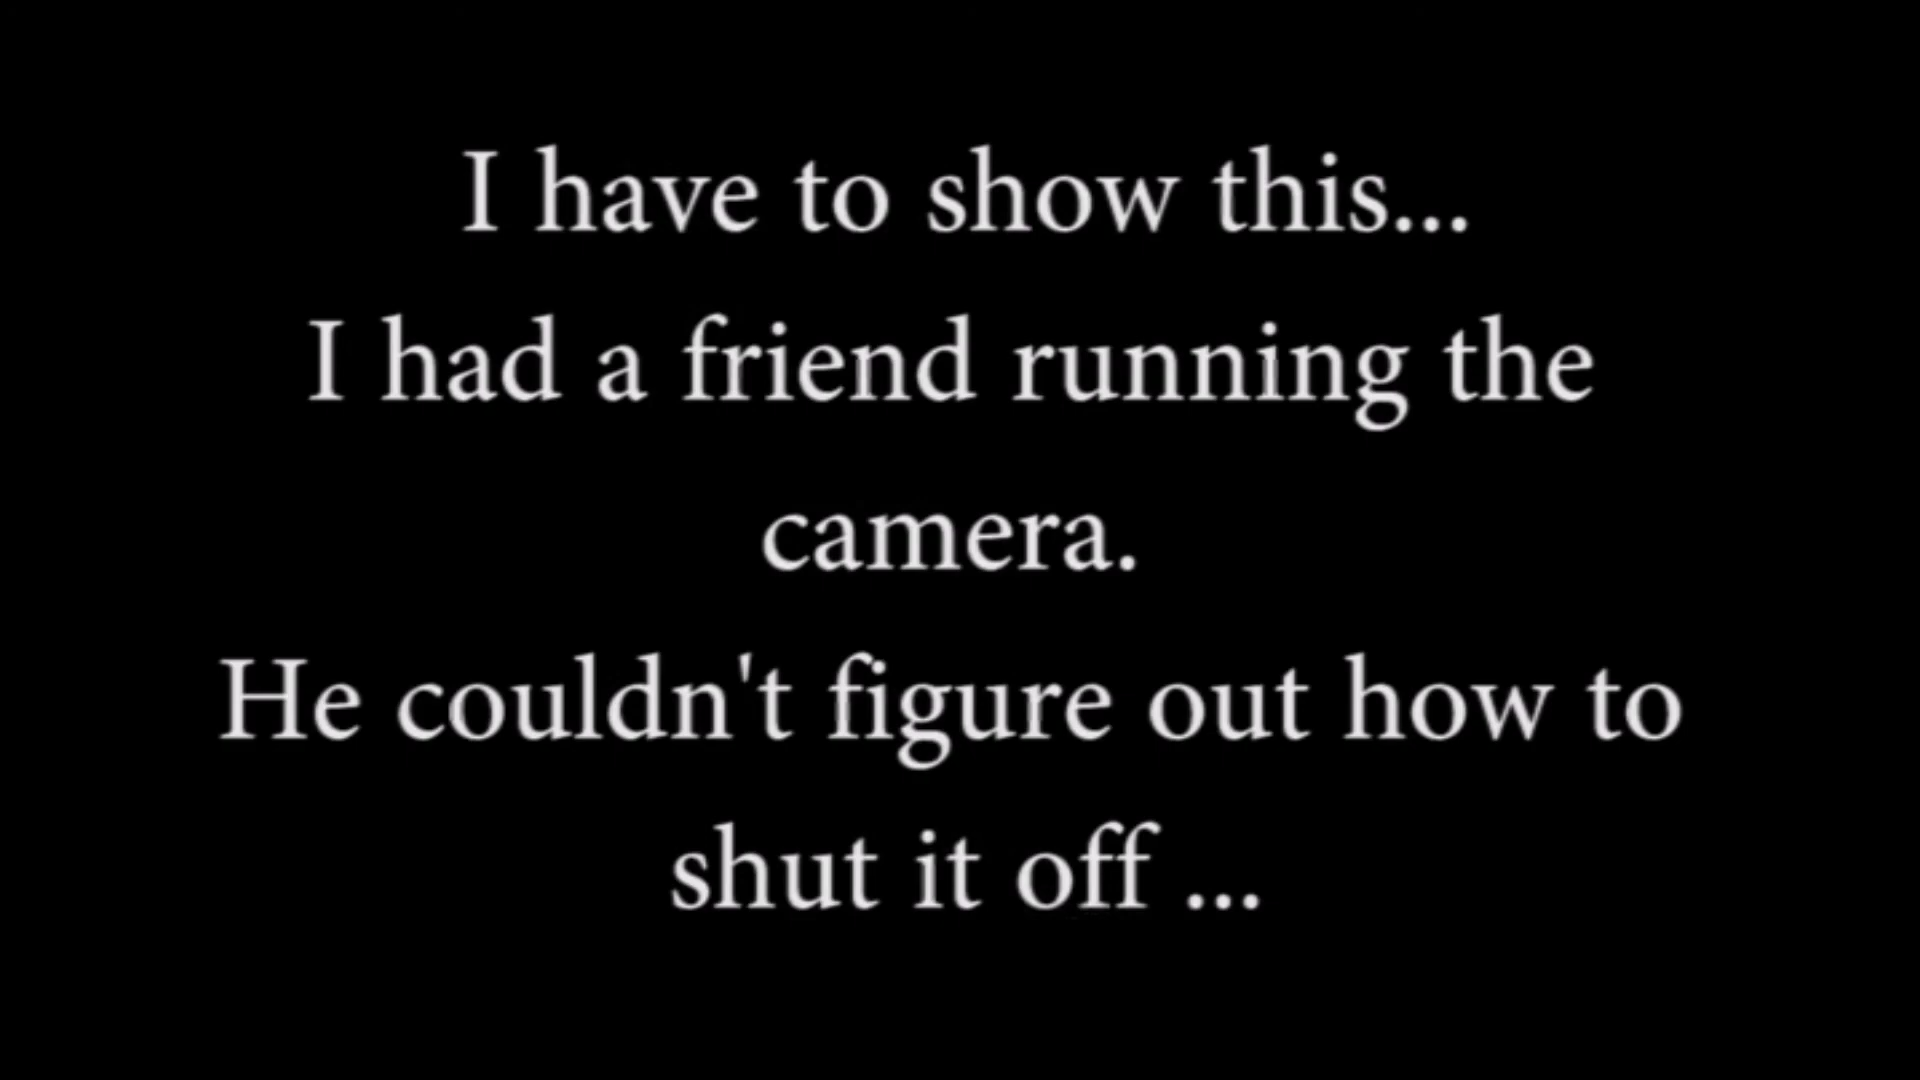 I have to show this...
I had a friend running the
camera.
He couldn't figure out how to
shut it off ...